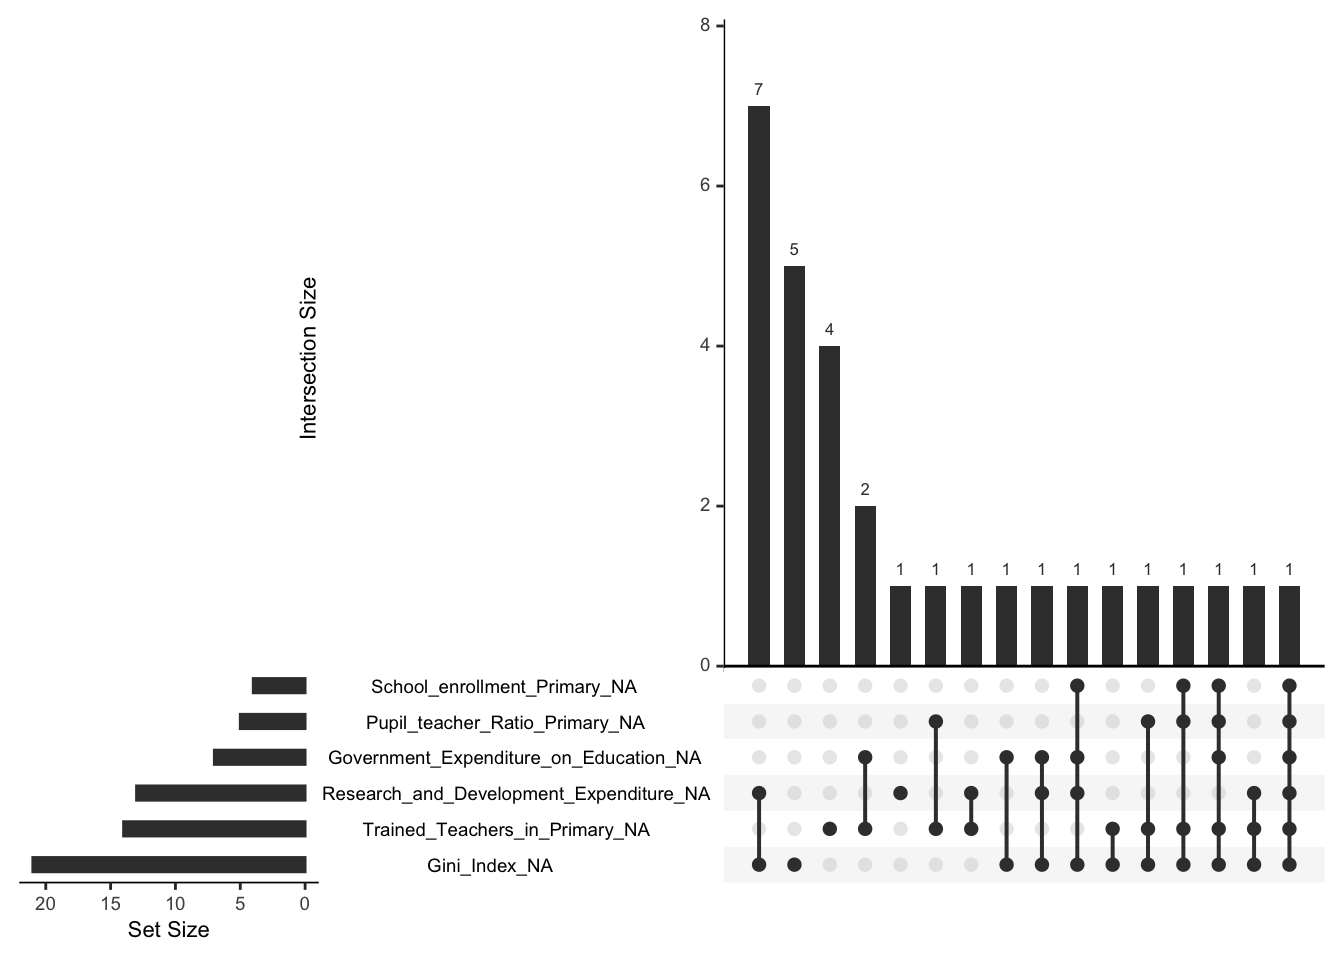 8
7
6
5
4
4
2
2
1 1 1 1 1 1 1 1 1 1 1 1
0
Intersection Size
School_enrollment_Primary_NA
Pupil_teacher_Ratio_Primary_NA
Government_Expenditure_on_Education_NA
Research_and_Development_Expenditure_NA
Trained_Teachers_in_Primary_NA
Gini_Index_NA
20 15 10 5 0
Set Size